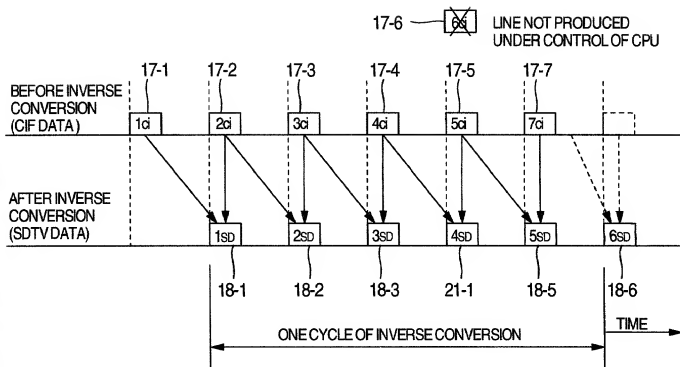 17-6 6ci LINE NOT PRODUCED
UNDER CONTROL OF CPU
17-1 17-2 17-3 17-4 17-5 17-7
BEFORE INVERSE
CONVERSION
(CIF DATA)
1ci 2ci 3ci 4ci 5ci 7ci
AFTER INVERSE
CONVERSION
(SDTV DATA)
1SD 2SD 3SD 4SD 5SD 6SD
18-1 18-2 18-3 21-1 18-5 18-6
ONE CYCLE OF INVERSE CONVERSION
TIME